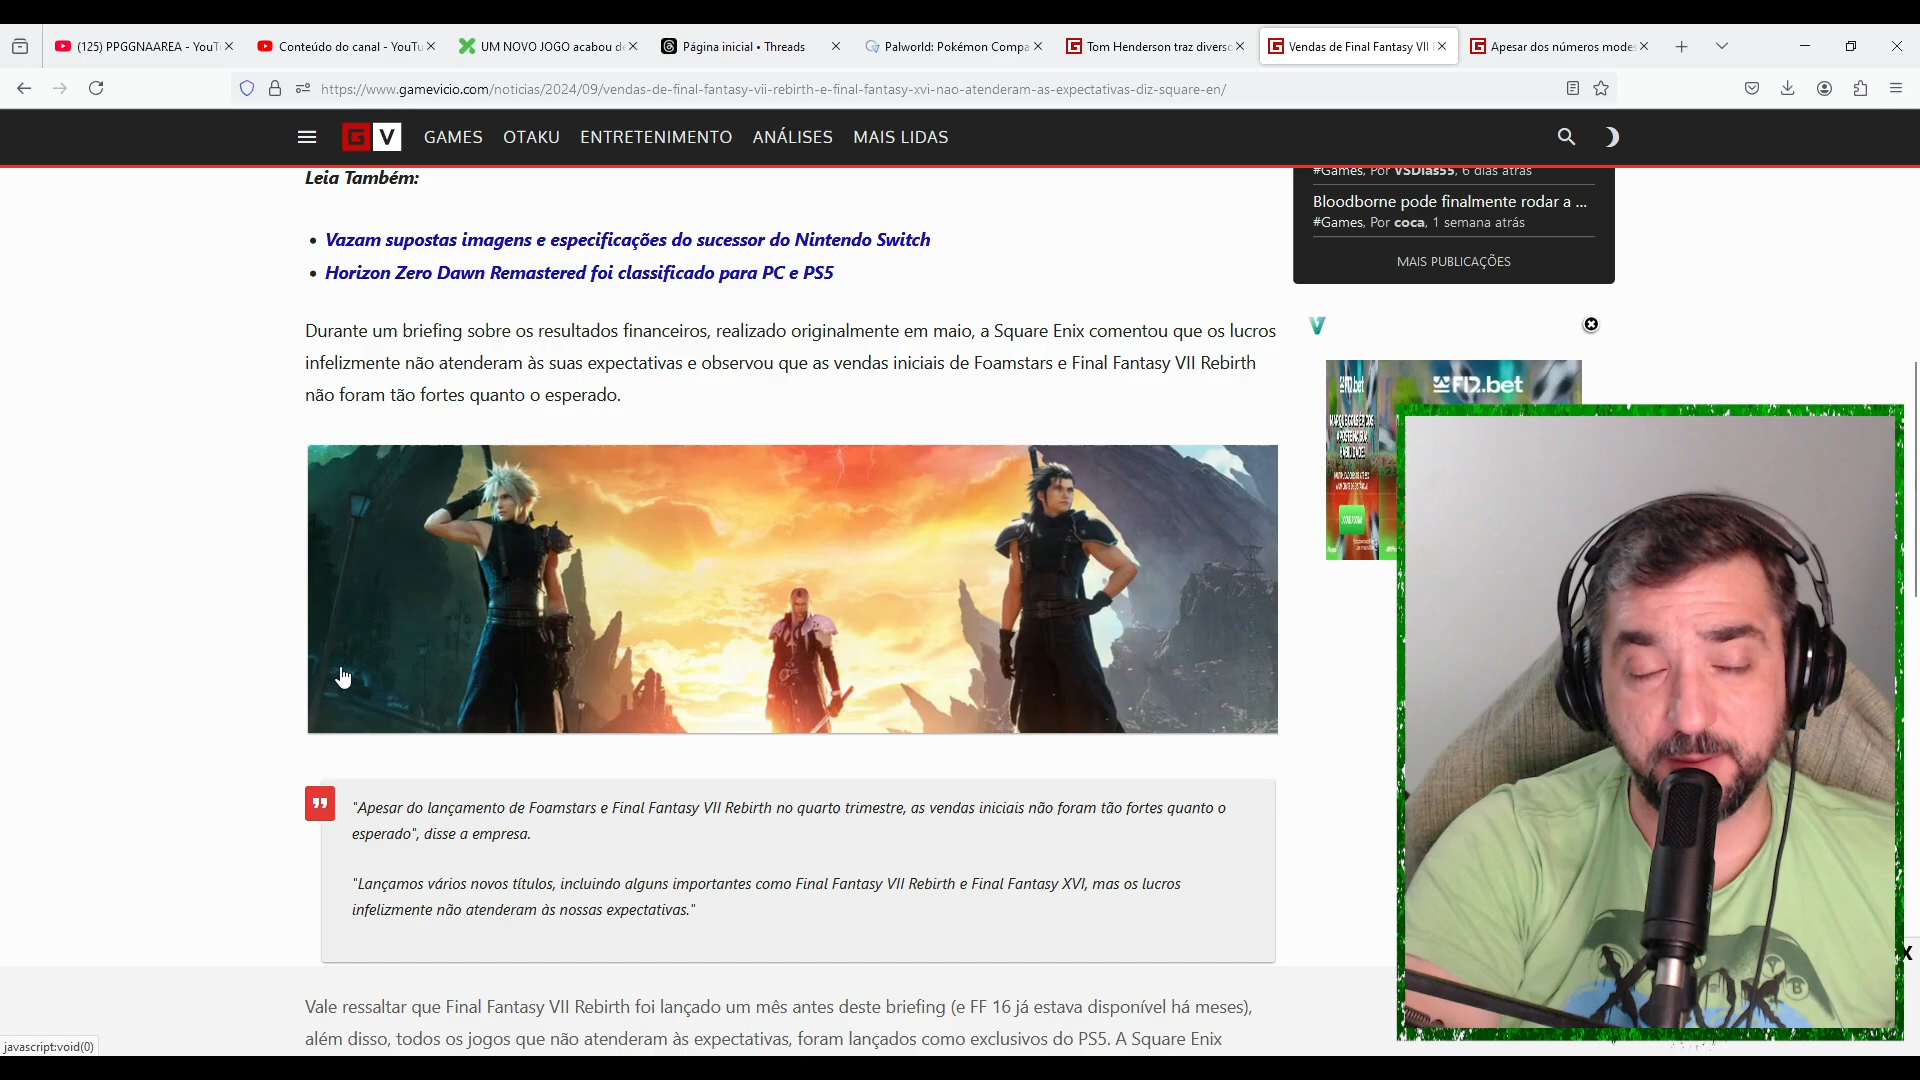 (125) PPGGNAAREA - YouT
Conteúdo do canal - YouTu
UM NOVO JOGO acabou de
Página inicial • Threads
Palworld: Pokémon Compa
Tom Henderson traz diverso
Vendas de Final Fantasy VII
Apesar dos números modes
https://www.gamevicio.com/noticias/2024/09/vendas-de-final-fantasy-vii-rebirth-e-final-fantasy-xvi-nao-atenderam-as-expectativas-diz-square-en/
G V GAMES OTAKU ENTRETENIMENTO ANÁLISES MAIS LIDAS
Leia Também:
• Vazam supostas imagens e especificações do sucessor do Nintendo Switch
• Horizon Zero Dawn Remastered foi classificado para PC e PS5
Durante um briefing sobre os resultados financeiros, realizado originalmente em maio, a Square Enix comentou que os lucros
infelizmente não atenderam às suas expectativas e observou que as vendas iniciais de Foamstars e Final Fantasy VII Rebirth
não foram tão fortes quanto o esperado.
"Apesar do lançamento de Foamstars e Final Fantasy VII Rebirth no quarto trimestre, as vendas iniciais não foram tão fortes quanto o
esperado", disse a empresa.
"Lançamos vários novos títulos, incluindo alguns importantes como Final Fantasy VII Rebirth e Final Fantasy XVI, mas os lucros
infelizmente não atenderam às nossas expectativas."
Vale ressaltar que Final Fantasy VII Rebirth foi lançado um mês antes deste briefing (e FF 16 já estava disponível há meses),
além disso, todos os jogos que não atenderam às expectativas, foram lançados como exclusivos do PS5. A Square Enix
javascript:void(0)
#Games, Por VSDias55, 6 dias atrás
Bloodborne pode finalmente rodar a ...
#Games, Por coca, 1 semana atrás
MAIS PUBLICAÇÕES
F12.bet
X